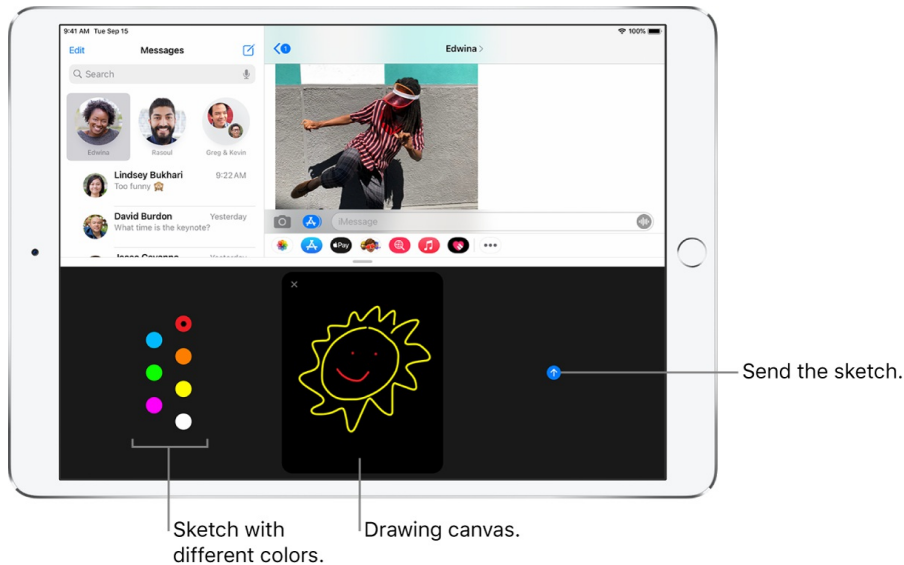 9:41 AM Tue Sep 15
100%
Edit
Messages
1
Edwina
Search
Edwina
Rasoul
Greg & Kevin
Lindsey Bukhari
9:22 AM
Too funny
David Burdon
Yesterday
What time is the keynote?
iMessage
Pay
Send the sketch.
Sketch with
different colors.
Drawing canvas.